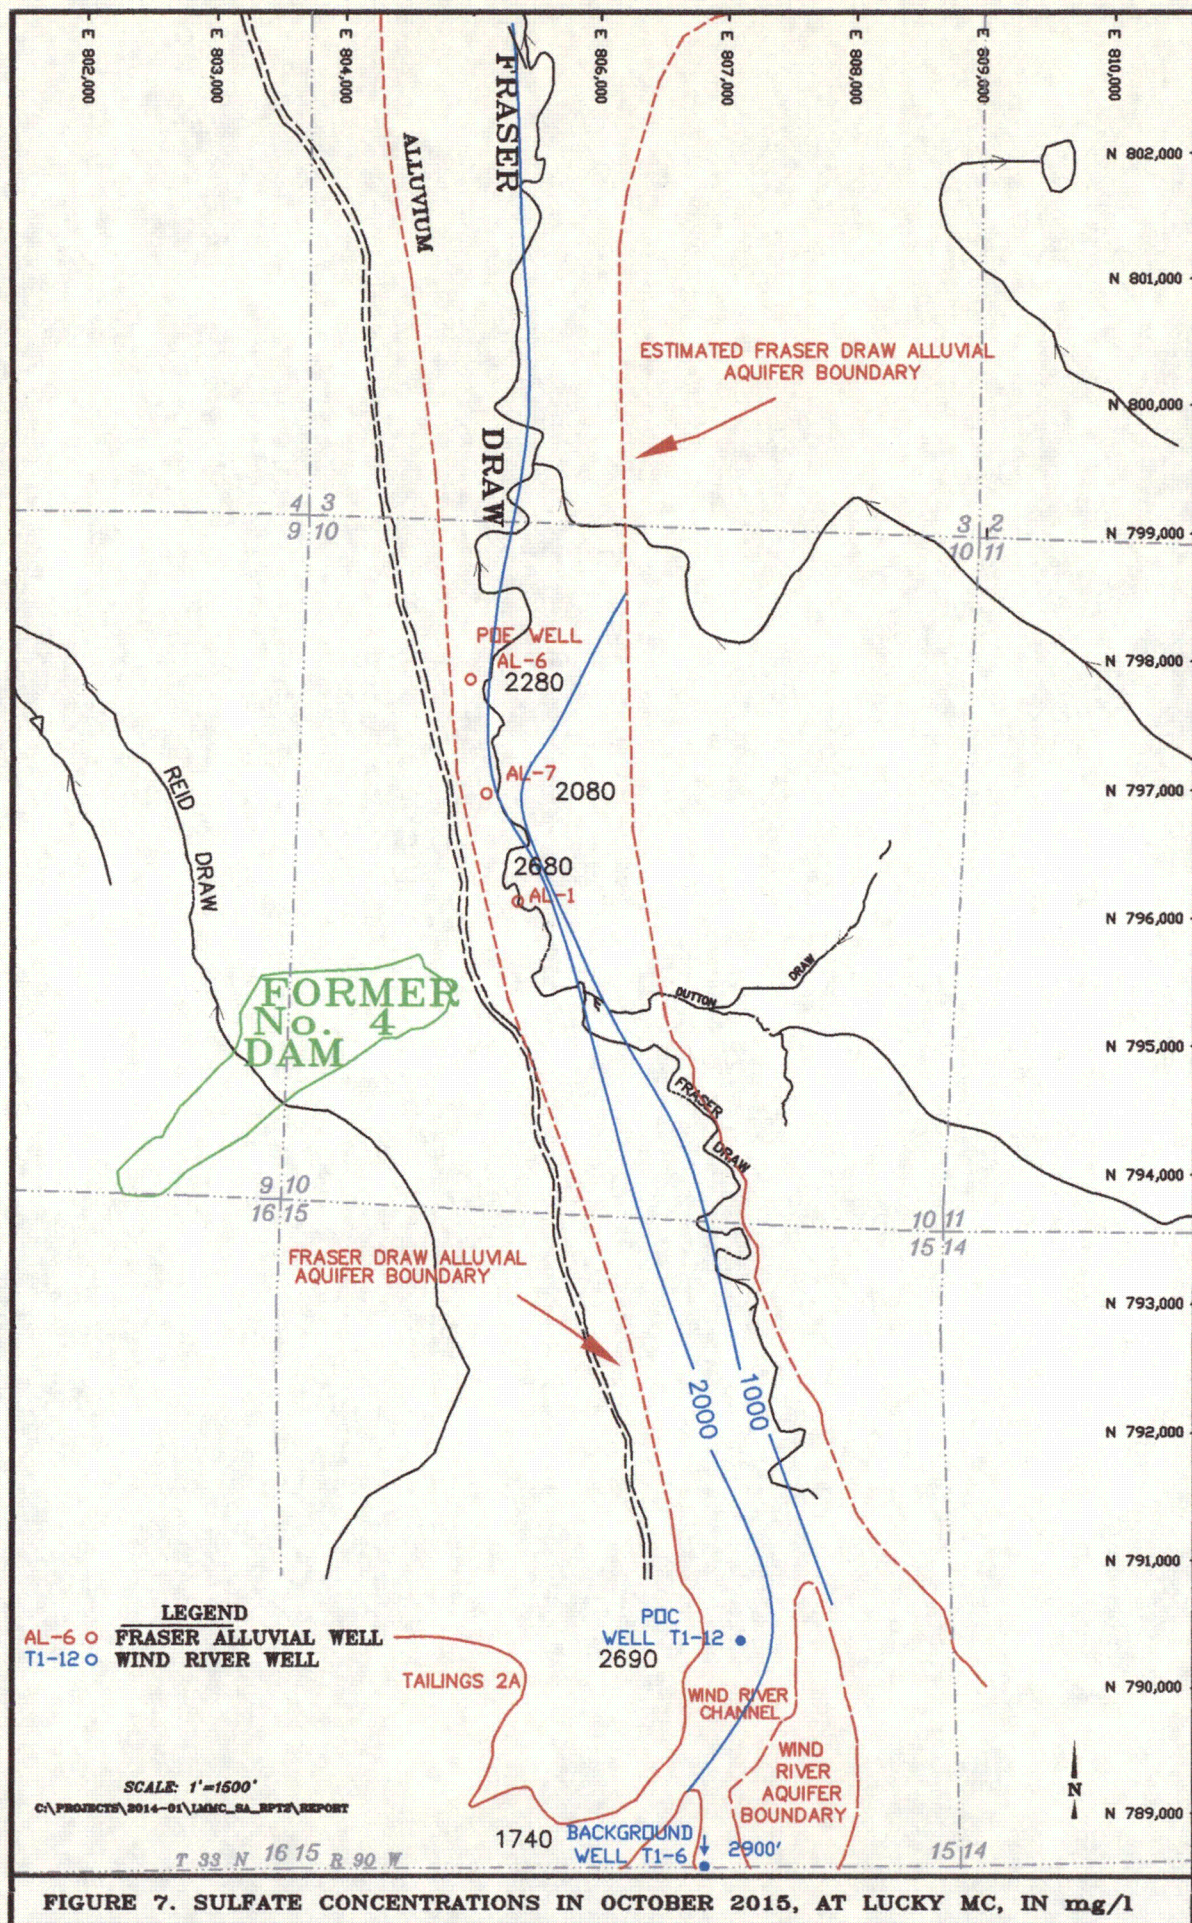 E 802,000
E 803,000
E 804,000
E 806,000
E 807,000
E 808,000
E 809,000
E 810,000
N 802,000
N 801,000
N 800,000
N 799,000
N 798,000
N 797,000
N 796,000
N 795,000
N 794,000
N 793,000
N 792,000
N 791,000
N 790,000
N 789,000
FRASER
DRAW
ALLUVIUM
ESTIMATED FRASER DRAW ALLUVIAL
AQUIFER BOUNDARY
4 3
9 10
3 2
10 11
POE WELL
AL-6
2280
AL-7
2080
2680
AL-1
REID
DRAW
FORMER
No. 4
DAM
DUTTON
DRAW
FRASER
DRAW
9 10
16 15
10 11
15 14
FRASER DRAW ALLUVIAL
AQUIFER BOUNDARY
2000
1000
LEGEND
AL-6 FRASER ALLUVIAL WELL
T1-12 WIND RIVER WELL
POC
WELL T1-12
2690
TAILINGS 2A
WIND RIVER
CHANNEL
WIND
RIVER
AQUIFER
BOUNDARY
N
SCALE: 1"=1600'
C:\PROJECTS\2014-01\LMMC_SA_RPTS\REPORT
1740
BACKGROUND
WELL T1-6
2900'
T 33 N 16 15 R 90 W
15 14
FIGURE 7. SULFATE CONCENTRATIONS IN OCTOBER 2015, AT LUCKY MC, IN mg/l